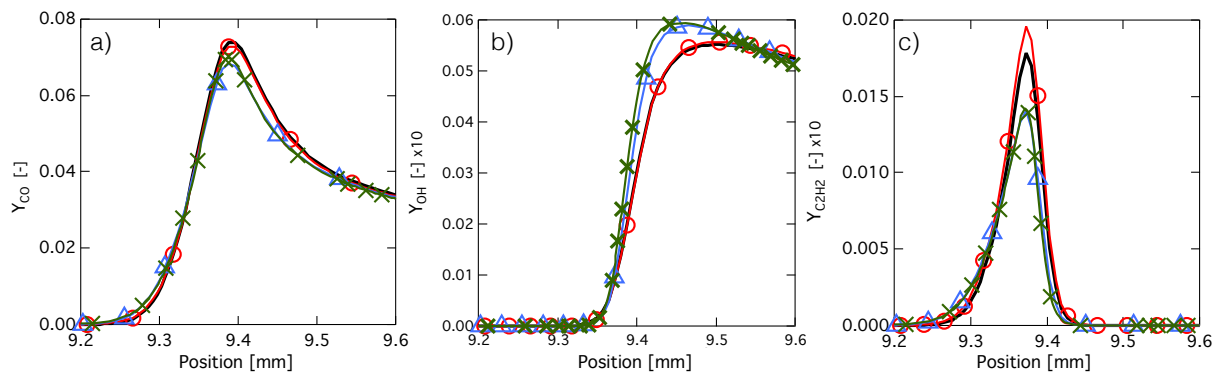 a)
0.08
0.06
0.04
0.02
0.00
Y_CO [-]
9.2 9.3 9.4 9.5 9.6
Position [mm]
b)
0.06
0.05
0.04
0.03
0.02
0.01
0.00
Y_OH [-] x10
9.2 9.3 9.4 9.5 9.6
Position [mm]
c)
0.020
0.015
0.010
0.005
0.000
Y_C2H2 [-] x10
9.2 9.3 9.4 9.5 9.6
Position [mm]